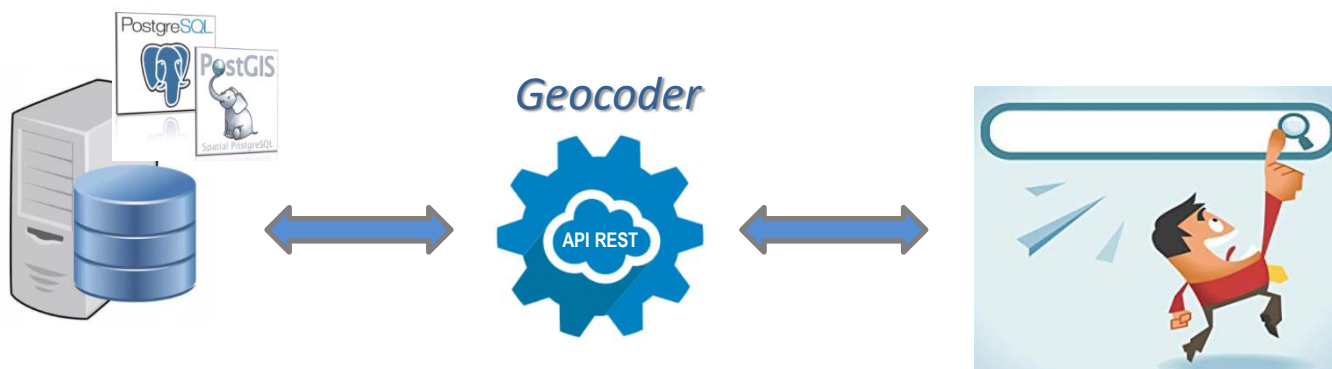 PostgreSQL
PostGIS
Spatial PostgreSQL
Geocoder
API REST